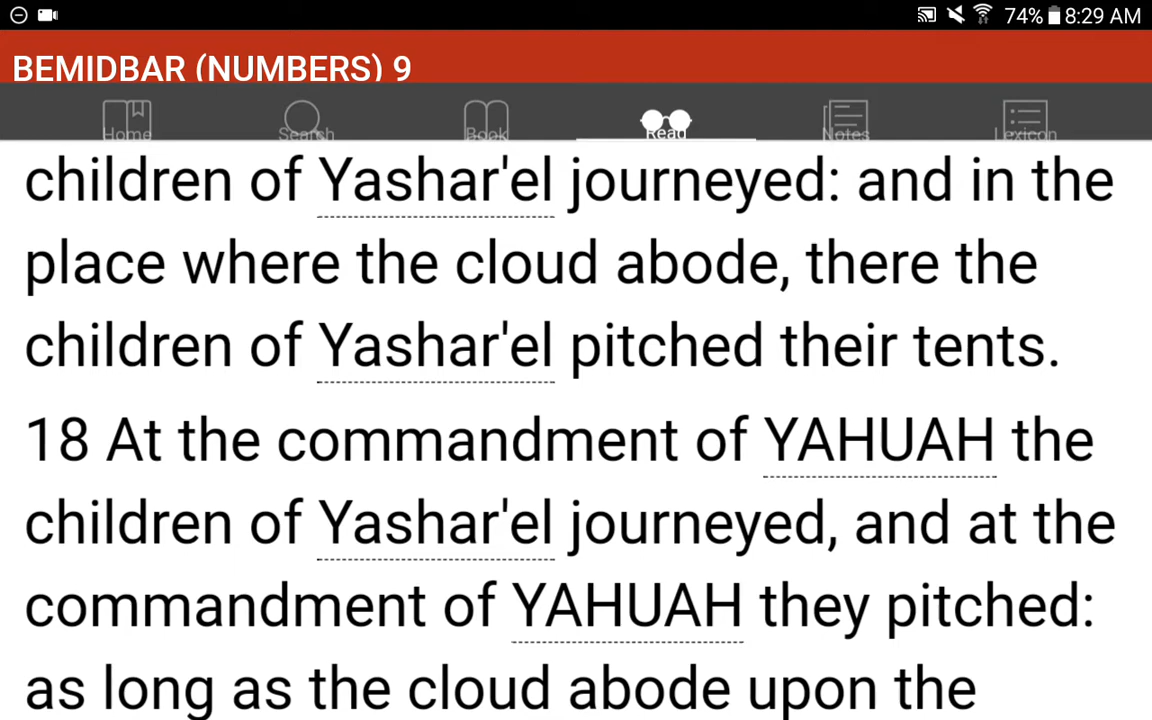 74% 8:29 AM
BEMIDBAR (NUMBERS) 9
Home Search Book Read Notes Lexicon
children of Yashar'el journeyed: and in the
place where the cloud abode, there the
children of Yashar'el pitched their tents.
18 At the commandment of YAHUAH the
children of Yashar'el journeyed, and at the
commandment of YAHUAH they pitched:
as long as the cloud abode upon the